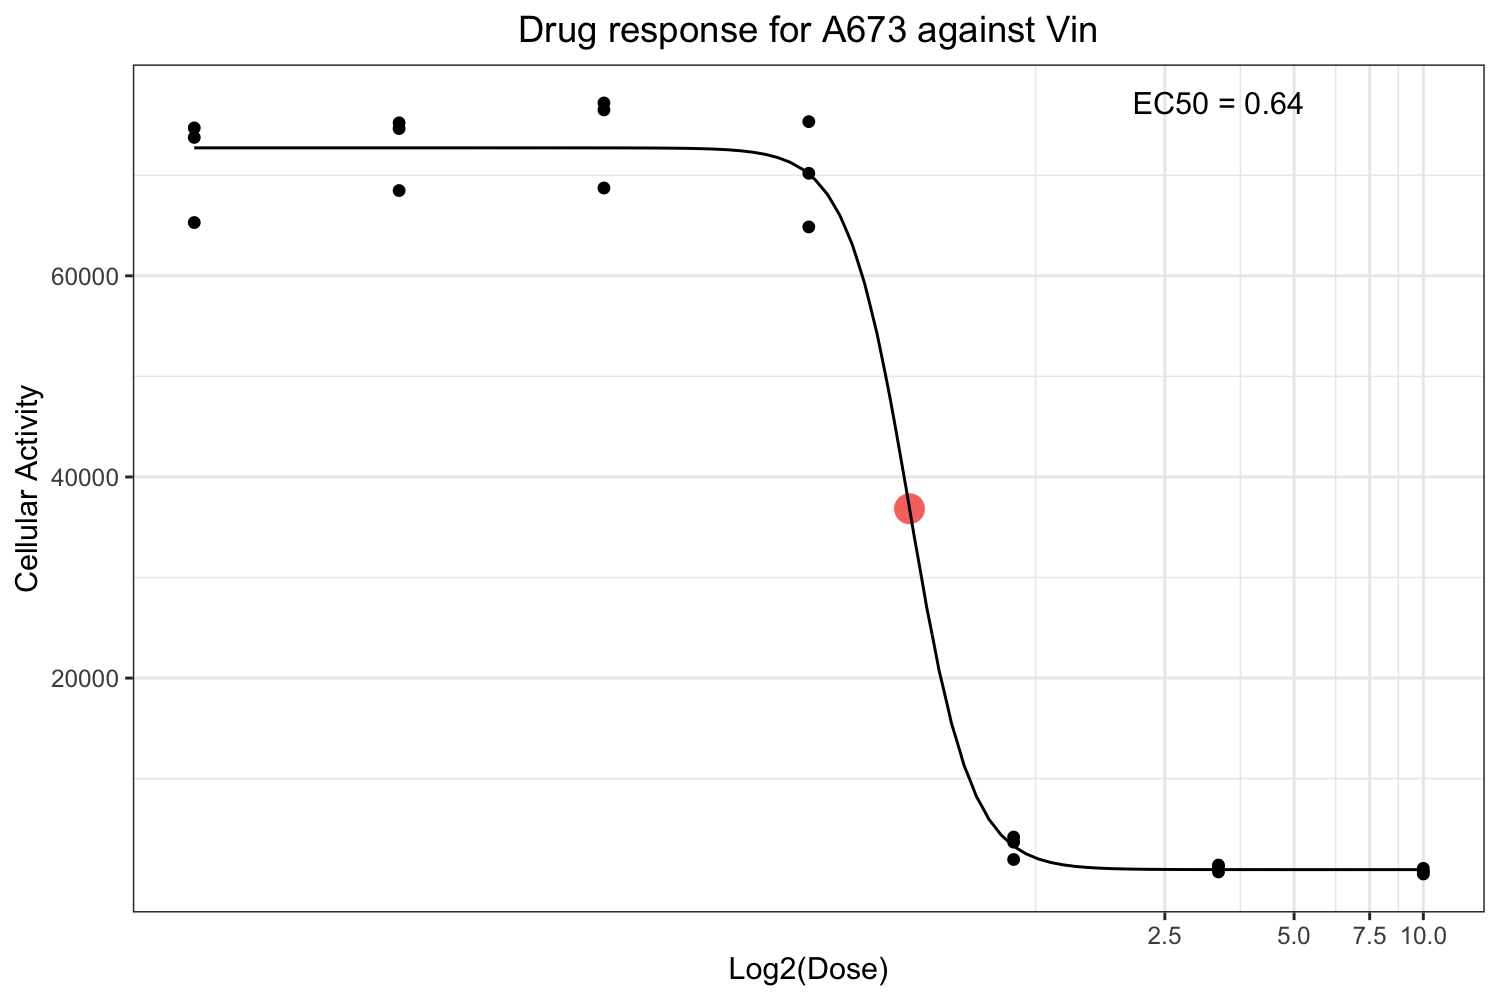 Drug response for A673 against Vin
EC50 = 0.64
Cellular Activity
60000
40000
20000
2.5 5.0 7.5 10.0
Log2(Dose)